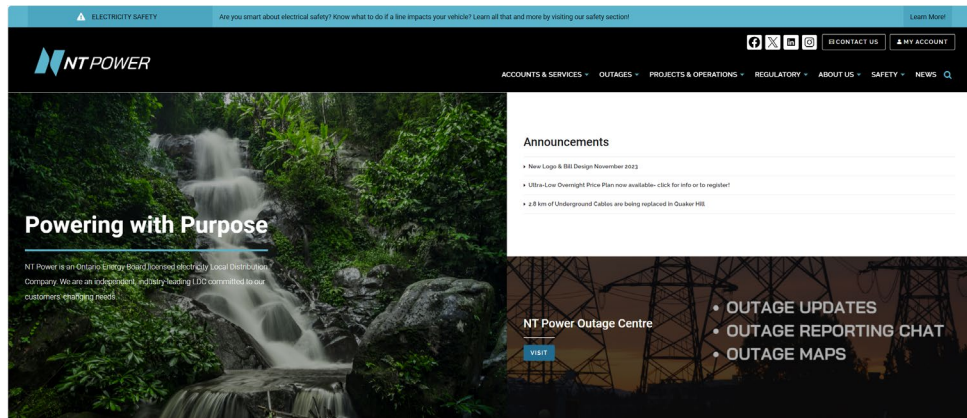 ELECTRICITY SAFETY
Are you smart about electrical safety? Know what to do if a line impacts your vehicle? Learn all that and more by visiting our safety section!
Learn More!
NT POWER
CONTACT US
MY ACCOUNT
ACCOUNTS & SERVICES
OUTAGES
PROJECTS & OPERATIONS
REGULATORY
ABOUT US
SAFETY
NEWS
Powering with Purpose
NT Power is an Ontario Energy Board licensed electricity Local Distribution
Company. We are an independent, industry-leading LDC committed to our
customers' changing needs.
Announcements
New Logo & Bill Design November 2023
Ultra-Low Overnight Price Plan now available- click for info or to register!
2.8 km of Underground Cables are being replaced in Quaker Hill
NT Power Outage Centre
VISIT
• OUTAGE UPDATES
• OUTAGE REPORTING CHAT
• OUTAGE MAPS